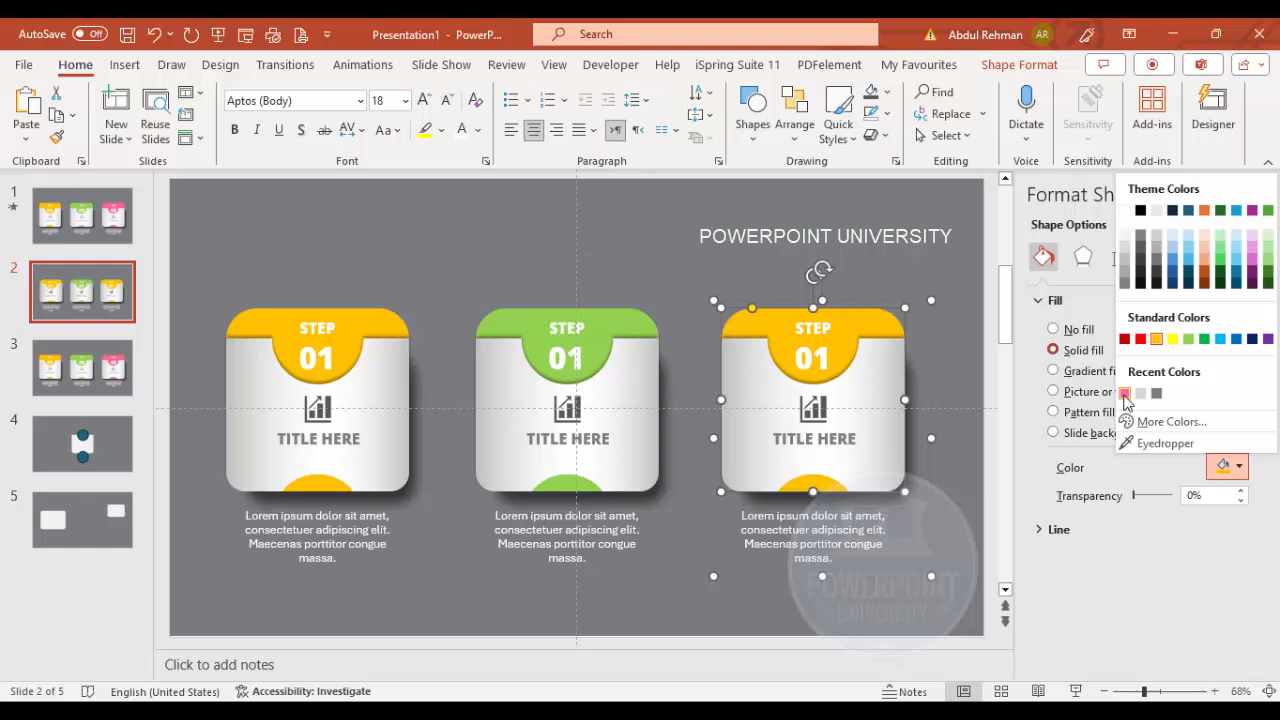 AutoSave Off Presentation1 - PowerP... Search Abdul Rehman AR
File Home Insert Draw Design Transitions Animations Slide Show Review View Developer Help iSpring Suite 11 PDFelement My Favourites Shape Format
Paste New Slide Reuse Slides Aptos (Body) 18 Shapes Arrange Quick Styles Find Replace Select Dictate Sensitivity Add-ins Designer
Clipboard Slides Font Paragraph Drawing Editing Voice Sensitivity Add-ins
1
2
3
4
5
POWERPOINT UNIVERSITY
STEP
01
TITLE HERE
Lorem ipsum dolor sit amet,
consectetuer adipiscing elit.
Maecenas porttitor congue
massa.
STEP
01
TITLE HERE
Lorem ipsum dolor sit amet,
consectetuer adipiscing elit.
Maecenas porttitor congue
massa.
STEP
01
TITLE HERE
Lorem ipsum dolor sit amet,
consectetuer adipiscing elit.
Maecenas porttitor congue
massa.
POWERPOINT
UNIVERSITY
Format Sh
Shape Options
Fill
No fill
Solid fill
Gradient fi
Picture or
Pattern fill
Slide back
Color
Transparency 0%
Line
Theme Colors
Standard Colors
Recent Colors
More Colors...
Eyedropper
Click to add notes
Slide 2 of 5 English (United States) Accessibility: Investigate Notes 68%